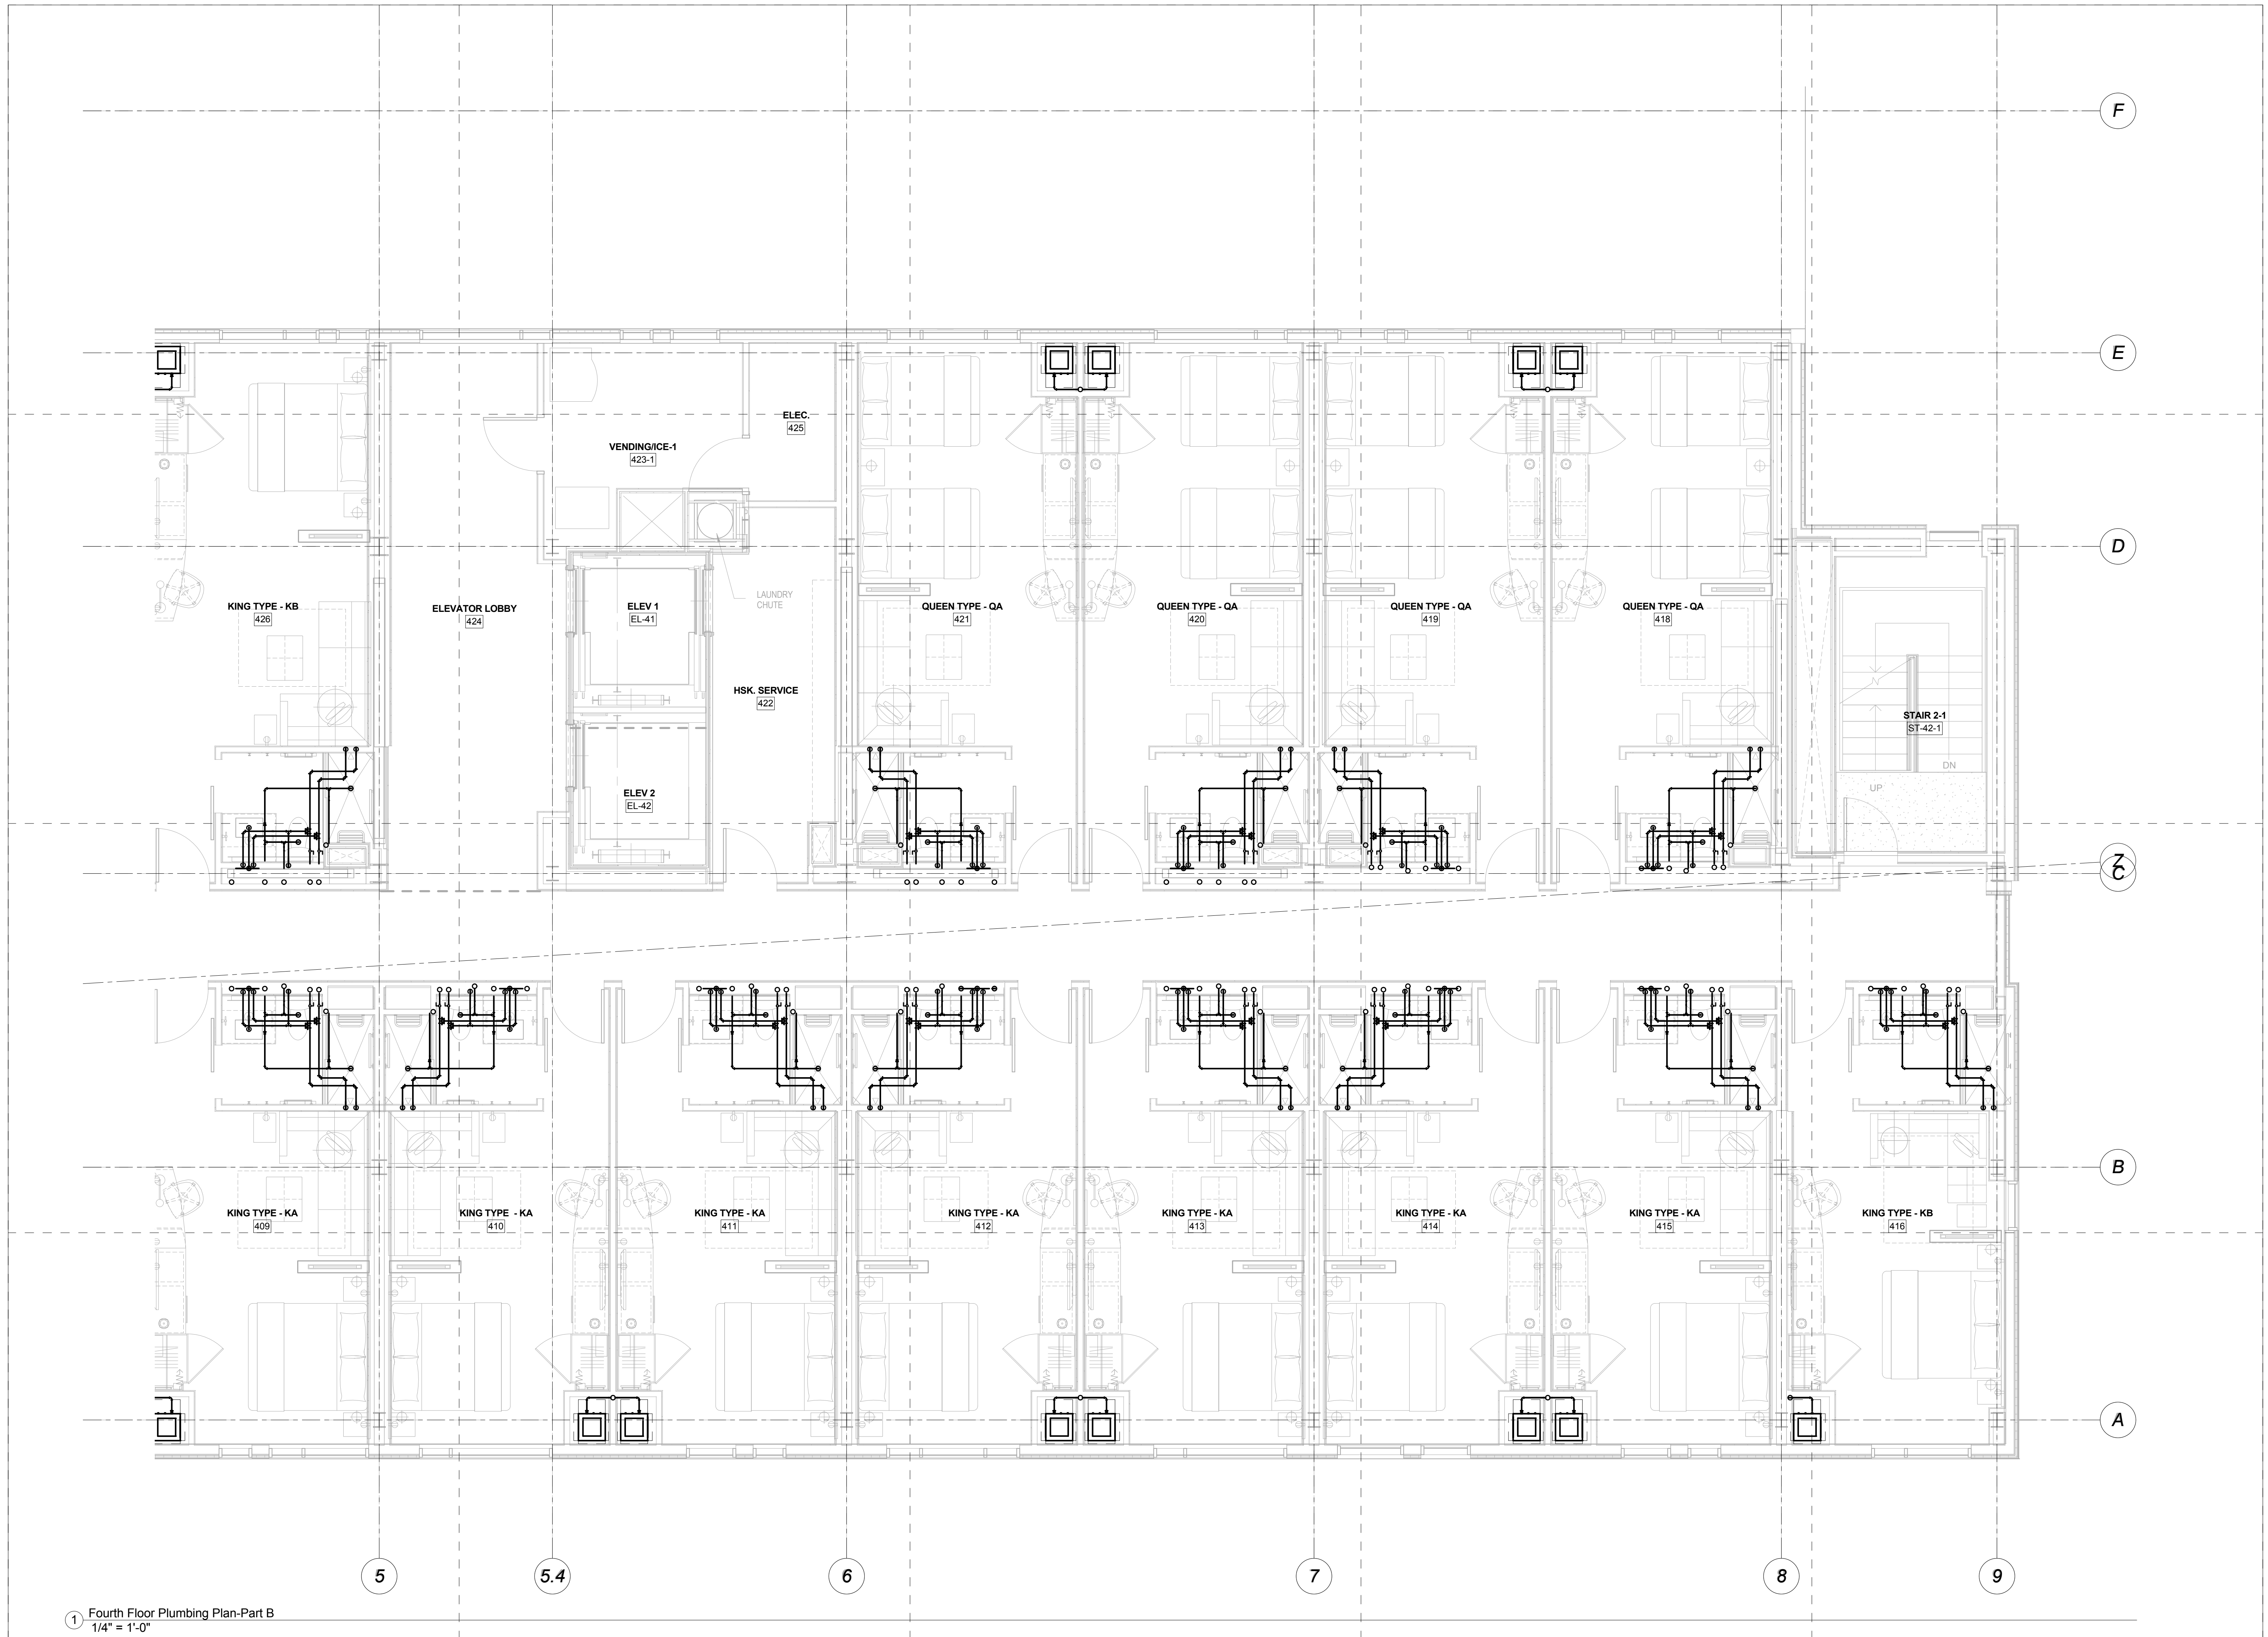 F
E
ELEC.
425
VENDING/ICE-1
423-1
D
LAUNDRY
CHUTE
KING TYPE - KB
426
ELEVATOR LOBBY
424
ELEV 1
EL-41
QUEEN TYPE - QA
421
QUEEN TYPE - QA
420
QUEEN TYPE - QA
419
QUEEN TYPE - QA
418
HSK. SERVICE
422
STAIR 2-1
ST-42-1
DN
UP
ELEV 2
EL-42
Z
C
B
KING TYPE - KA
409
KING TYPE - KA
410
KING TYPE - KA
411
KING TYPE - KA
412
KING TYPE - KA
413
KING TYPE - KA
414
KING TYPE - KA
415
KING TYPE - KB
416
A
5
5.4
6
7
8
9
1
Fourth Floor Plumbing Plan-Part B
1/4" = 1'-0"